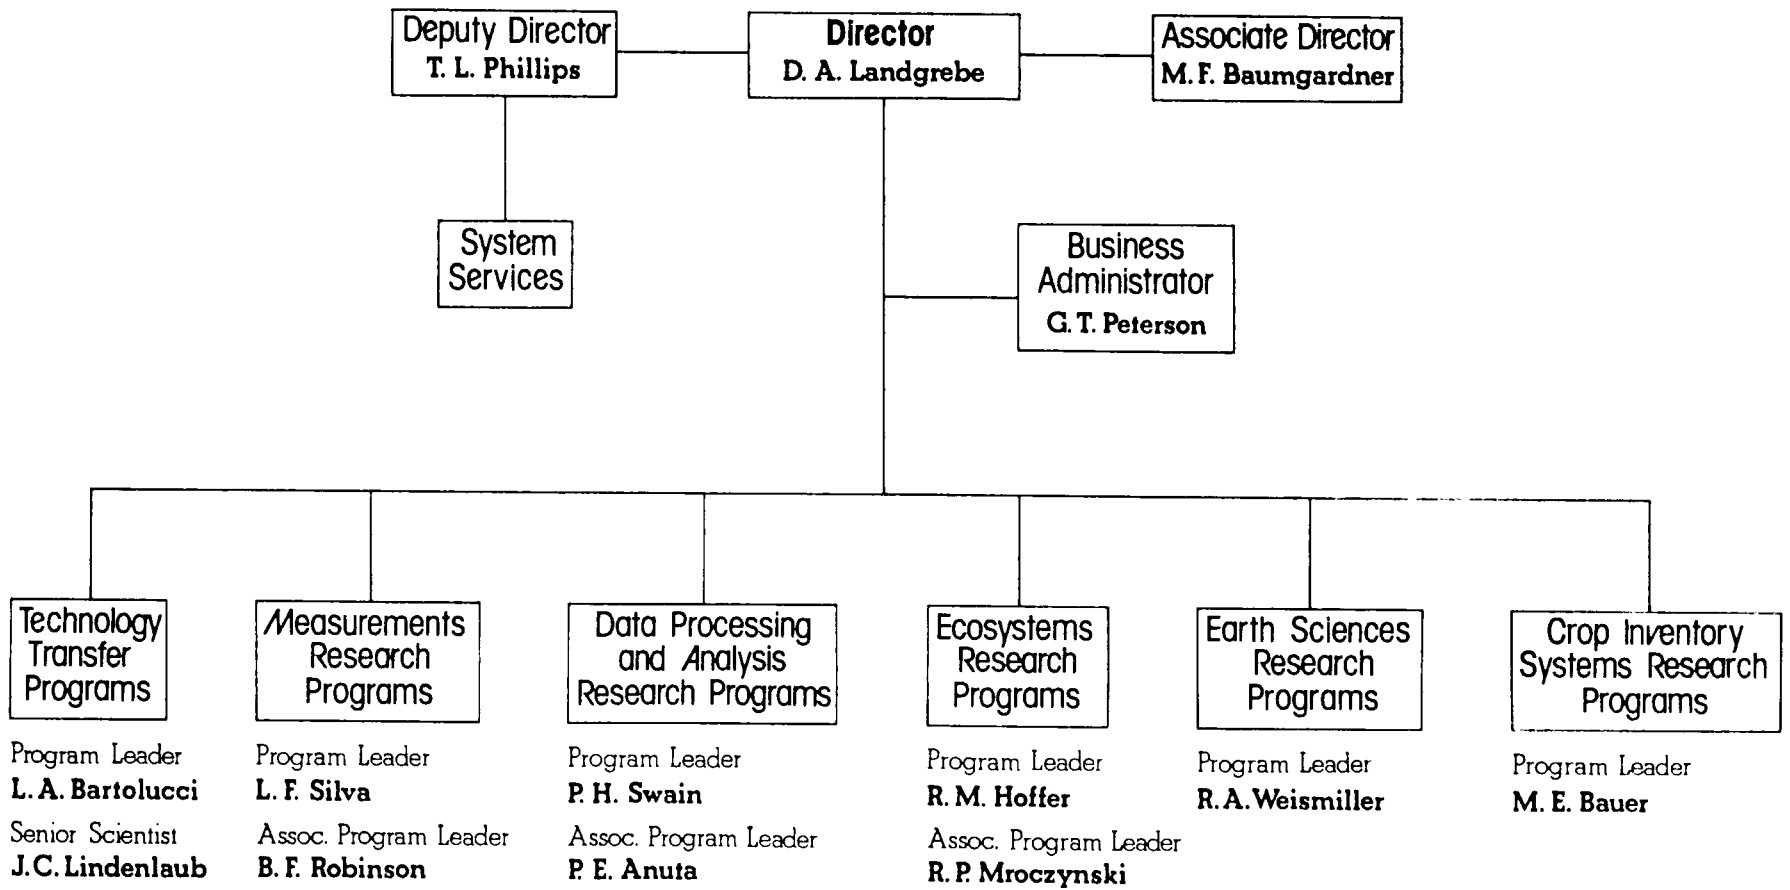 Deputy Director
T. L. Phillips
Director
D. A. Landgrebe
Associate Director
M. F. Baumgardner
System
Services
Business
Administrator
G. T. Peterson
Technology
Transfer
Programs
Program Leader
L. A. Bartolucci
Senior Scientist
J. C. Lindenlaub
Measurements
Research
Programs
Program Leader
L. F. Silva
Assoc. Program Leader
B. F. Robinson
Data Processing
and Analysis
Research Programs
Program Leader
P. H. Swain
Assoc. Program Leader
P. E. Anuta
Ecosystems
Research
Programs
Program Leader
R. M. Hoffer
Assoc. Program Leader
R. P. Mroczynski
Earth Sciences
Research
Programs
Program Leader
R. A. Weismiller
Crop Inventory
Systems Research
Programs
Program Leader
M. E. Bauer